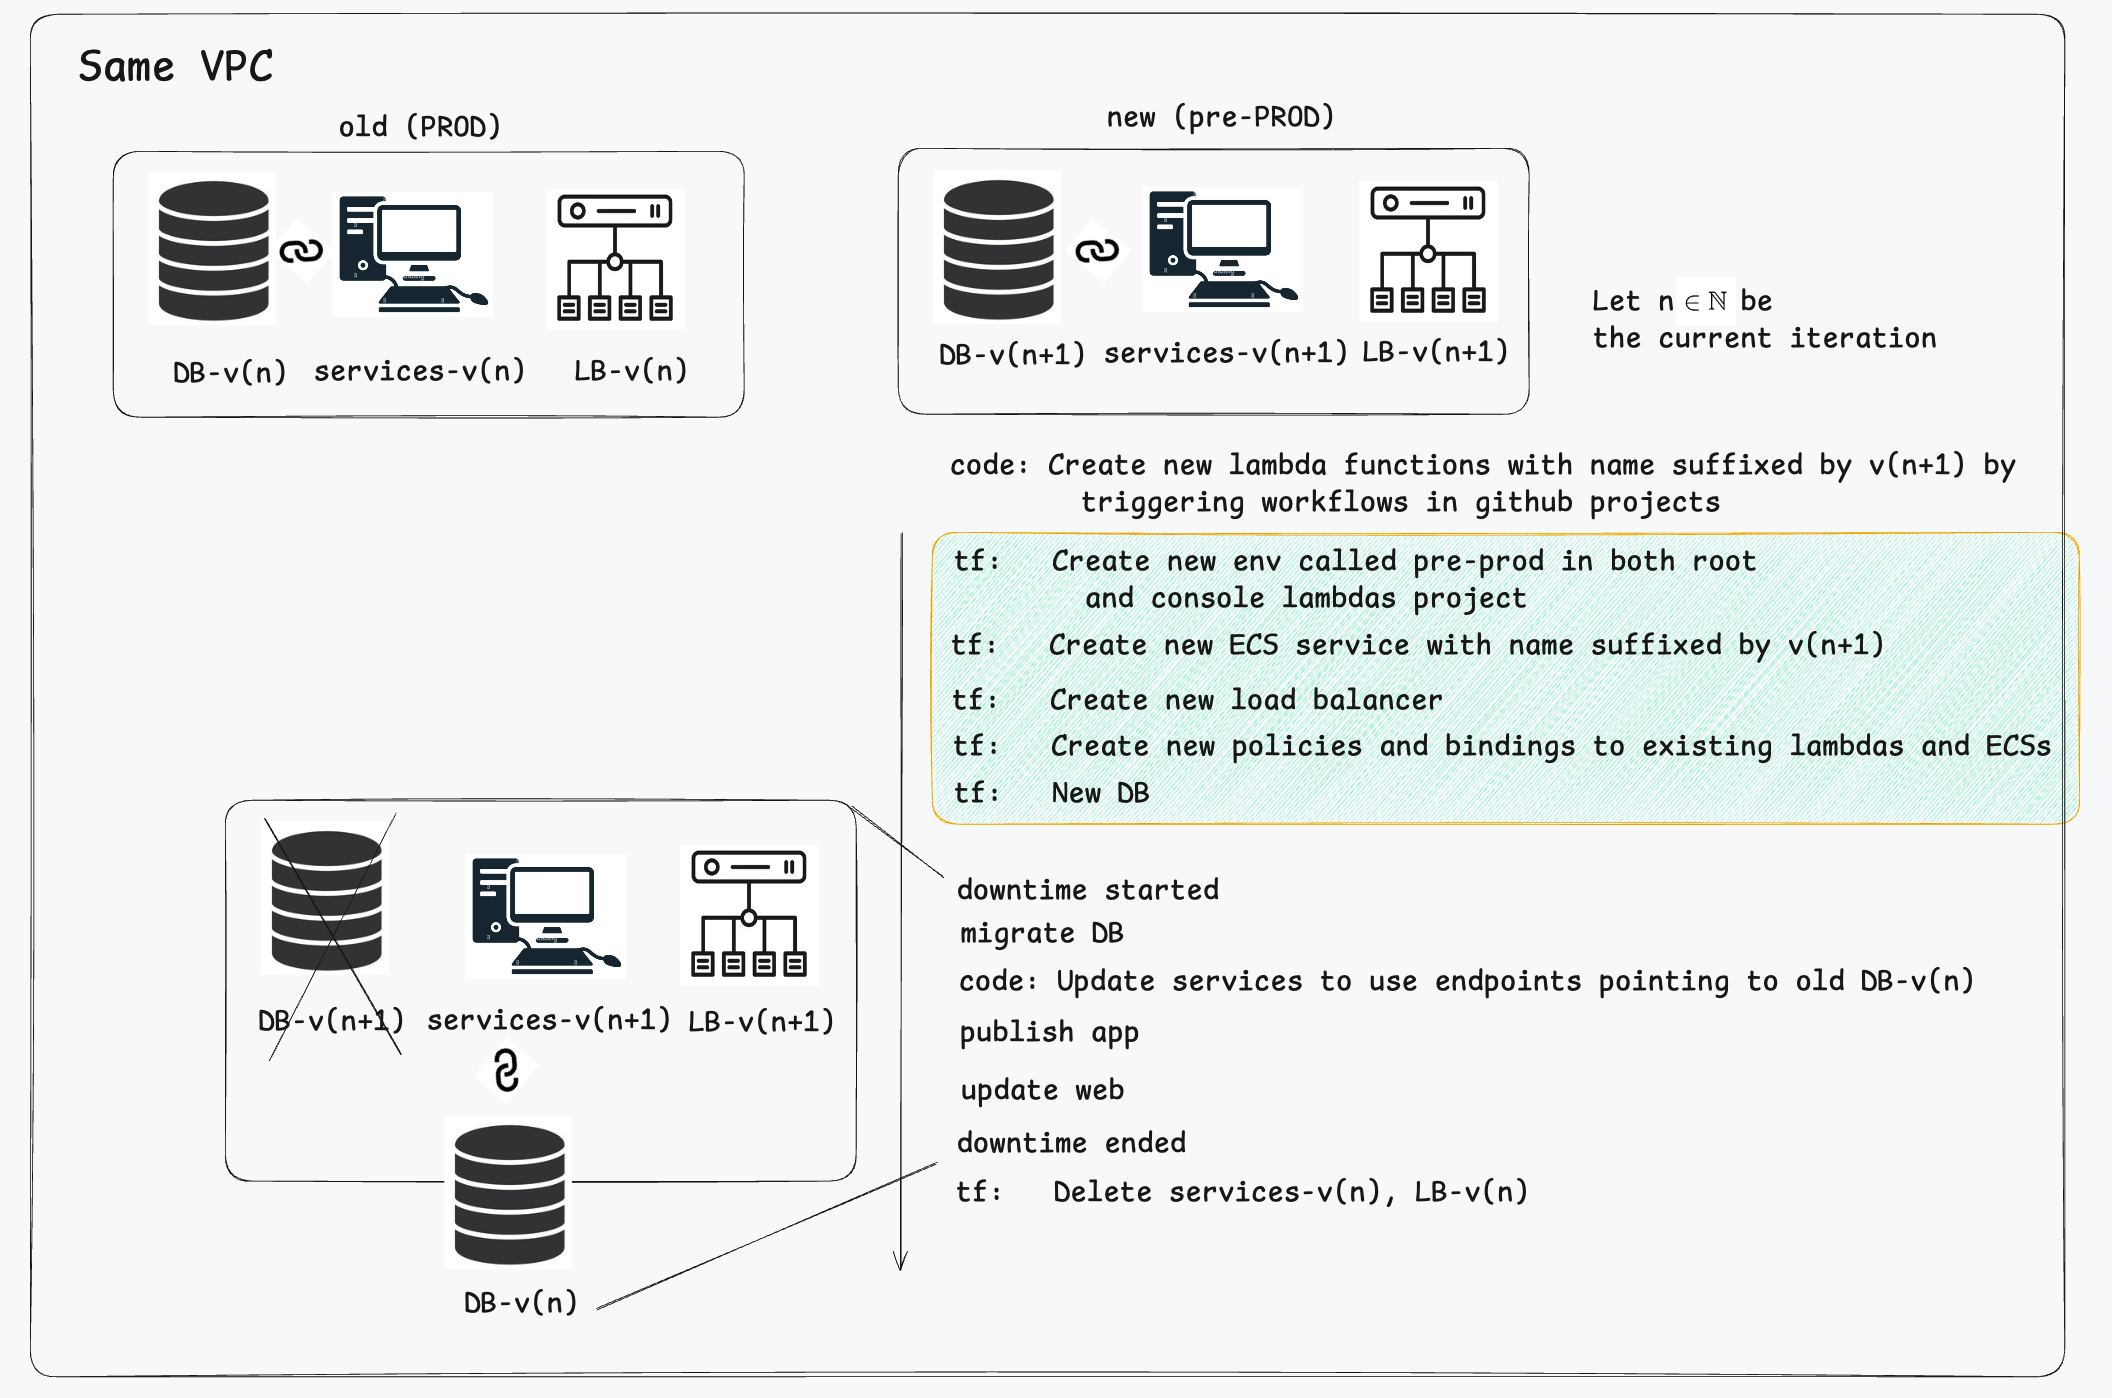 Same VPC
old (PROD)
new (pre-PROD)
DB-v(n) services-v(n) LB-v(n)
DB-v(n+1) services-v(n+1) LB-v(n+1)
Let n ∈ ℕ be
the current iteration
code: Create new lambda functions with name suffixed by v(n+1) by
triggering workflows in github projects
tf: Create new env called pre-prod in both root
and console lambdas project
tf: Create new ECS service with name suffixed by v(n+1)
tf: Create new load balancer
tf: Create new policies and bindings to existing lambdas and ECSs
tf: New DB
DB-v(n+1) services-v(n+1) LB-v(n+1)
DB-v(n)
downtime started
migrate DB
code: Update services to use endpoints pointing to old DB-v(n)
publish app
update web
downtime ended
tf: Delete services-v(n), LB-v(n)